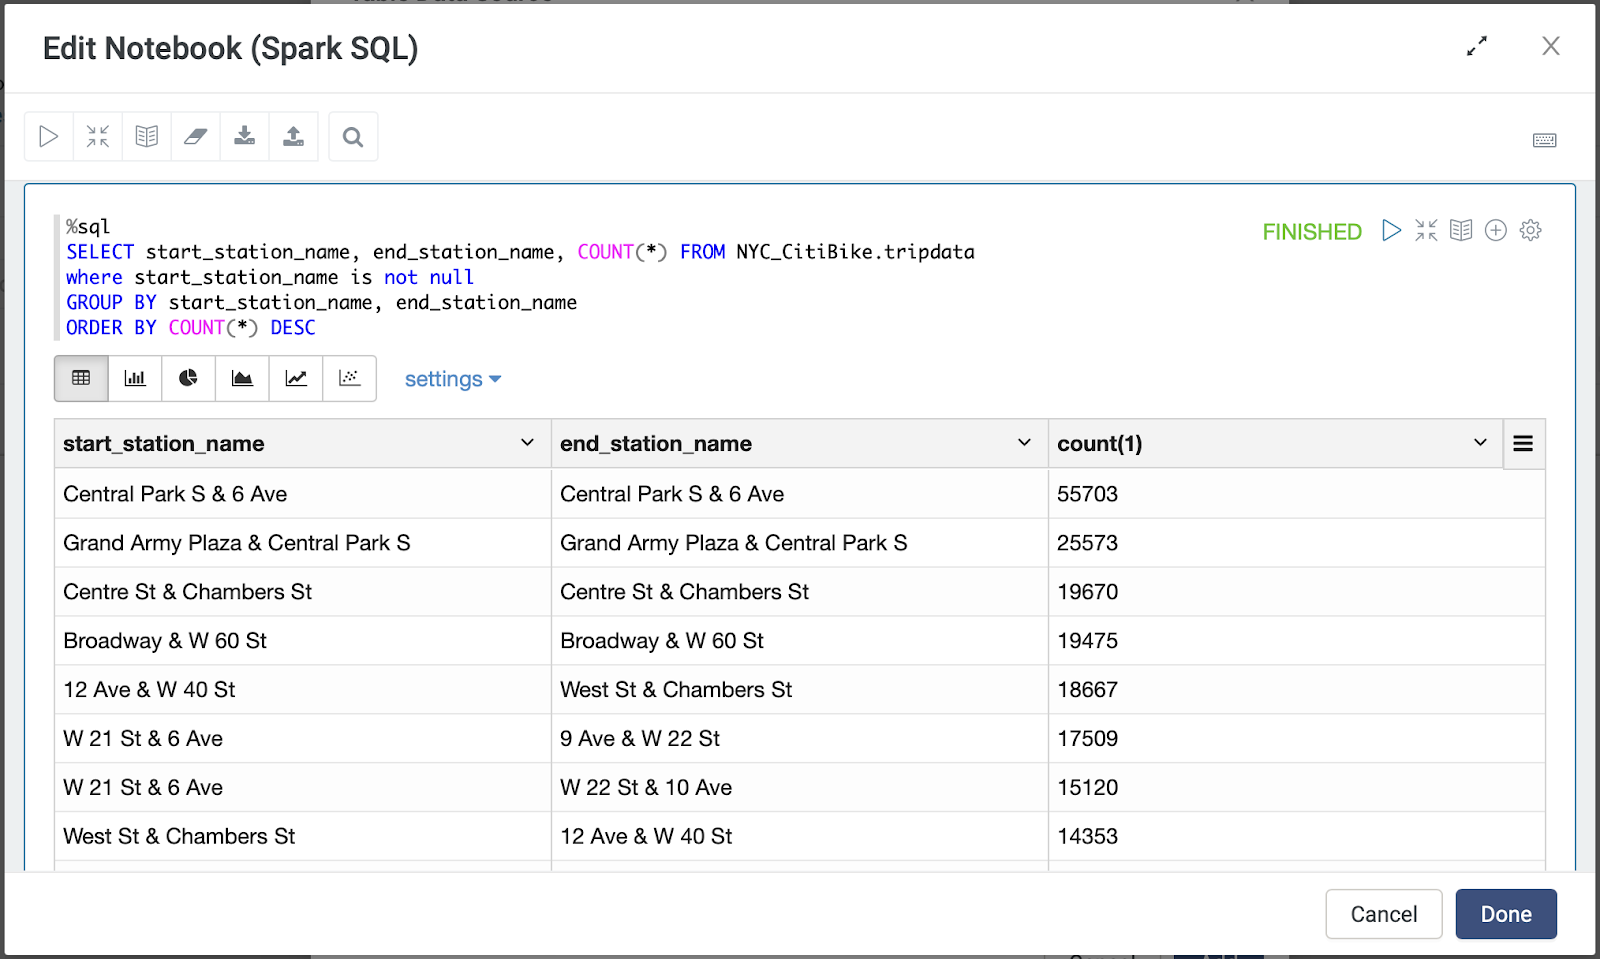 Edit Notebook (Spark SQL)
%sql
SELECT start_station_name, end_station_name, COUNT(*) FROM NYC_CitiBike.tripdata
where start_station_name is not null
GROUP BY start_station_name, end_station_name
ORDER BY COUNT(*) DESC
FINISHED
settings
start_station_name end_station_name count(1)
Central Park S & 6 Ave Central Park S & 6 Ave 55703
Grand Army Plaza & Central Park S Grand Army Plaza & Central Park S 25573
Centre St & Chambers St Centre St & Chambers St 19670
Broadway & W 60 St Broadway & W 60 St 19475
12 Ave & W 40 St West St & Chambers St 18667
W 21 St & 6 Ave 9 Ave & W 22 St 17509
W 21 St & 6 Ave W 22 St & 10 Ave 15120
West St & Chambers St 12 Ave & W 40 St 14353
Cancel Done